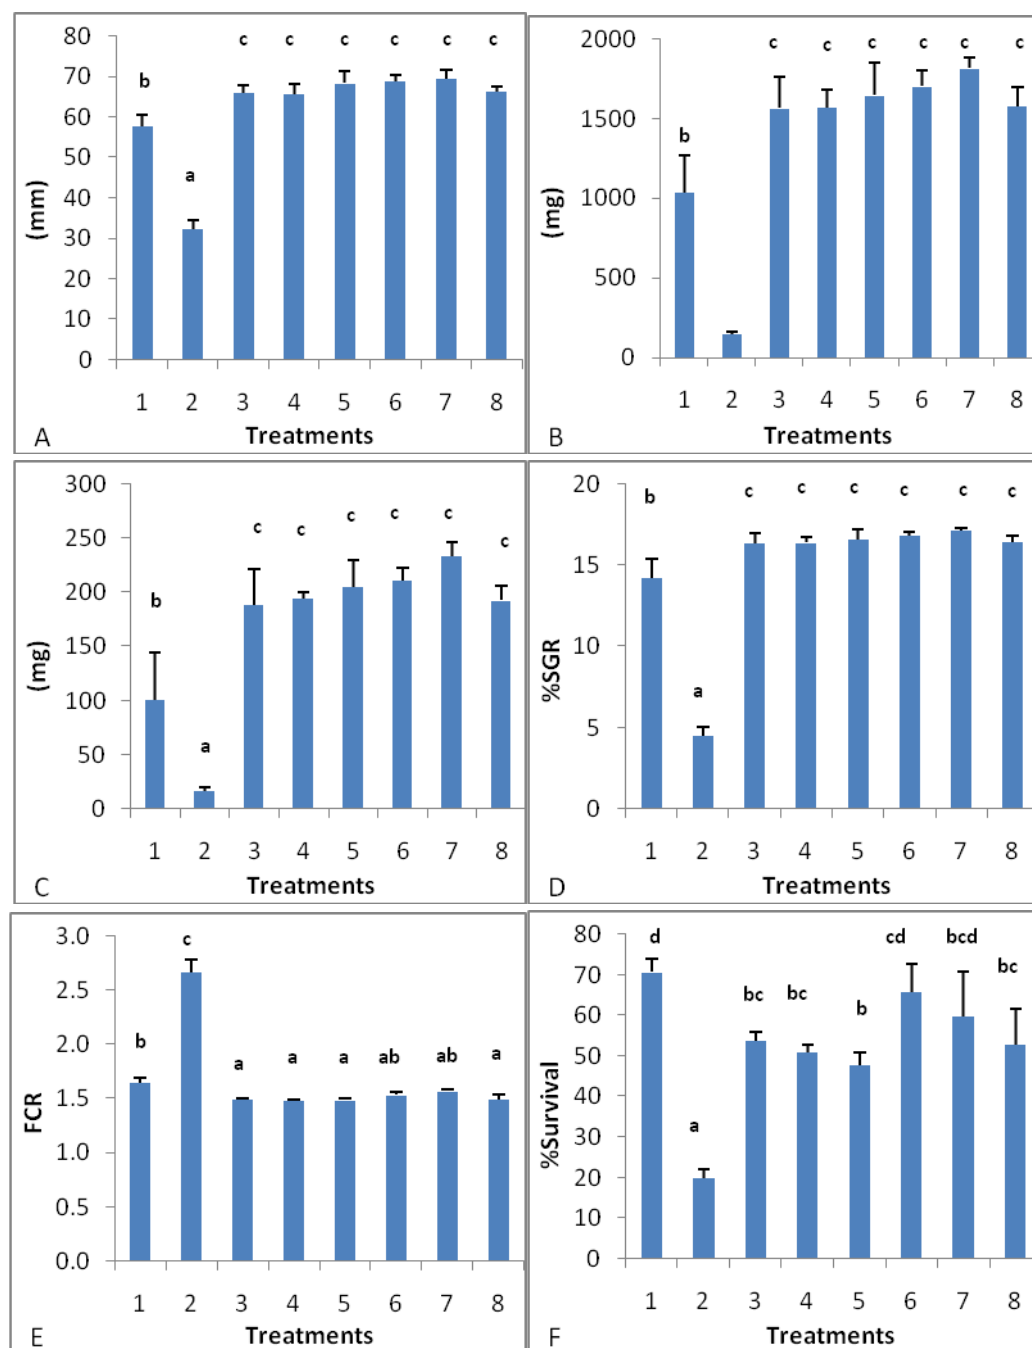 80
70
60
50
40
30
20
10
0
(mm)
b
a
c c c c c c
1 2 3 4 5 6 7 8
Treatments
A
2000
1500
1000
500
0
(mg)
b
c c c c c c
1 2 3 4 5 6 7 8
Treatments
B
300
250
200
150
100
50
0
(mg)
b
a
c c c c c c
1 2 3 4 5 6 7 8
Treatments
C
20
15
10
5
0
%SGR
b
a
c c c c c c
1 2 3 4 5 6 7 8
Treatments
D
3.0
2.5
2.0
1.5
1.0
0.5
0.0
FCR
b
c
a a a ab ab a
1 2 3 4 5 6 7 8
Treatments
E
80
70
60
50
40
30
20
10
0
%Survival
d
a
bc bc b cd bcd bc
1 2 3 4 5 6 7 8
Treatments
F